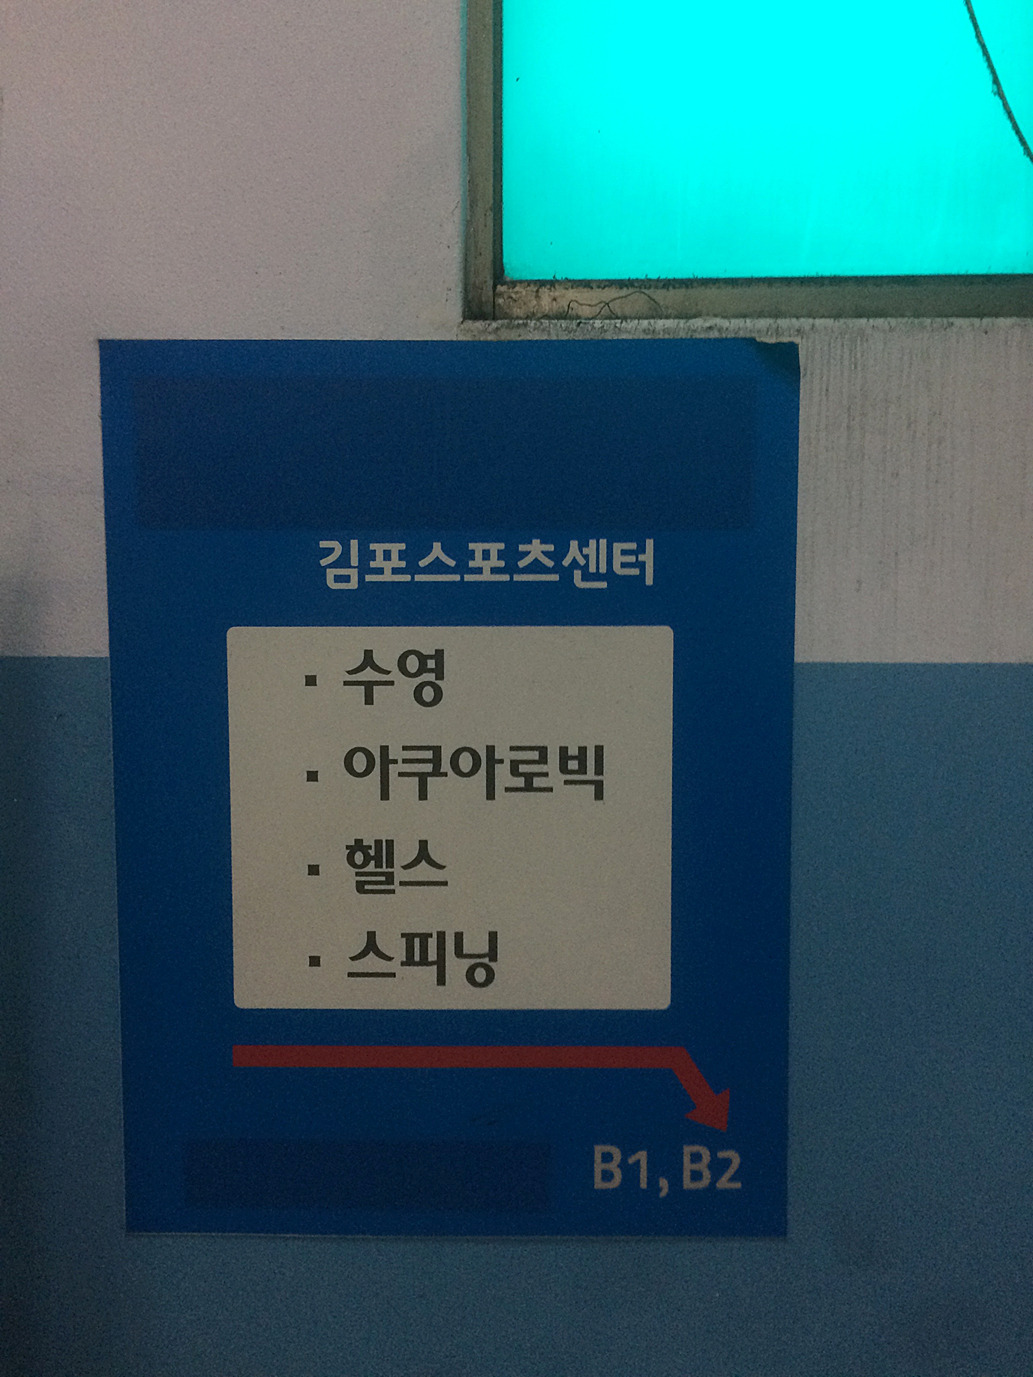 김포스포츠센터
· 수영
· 아쿠아로빅
· 헬스
· 스피닝
B1, B2